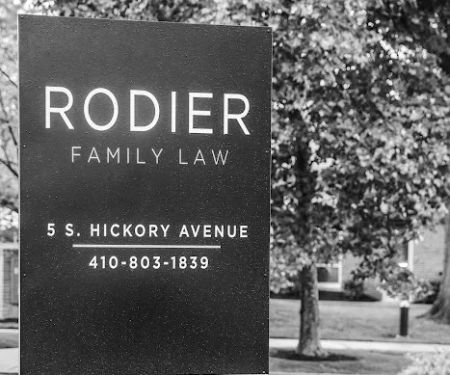 RODIER
FAMILY LAW
5 S. HICKORY AVENUE
410-803-1839